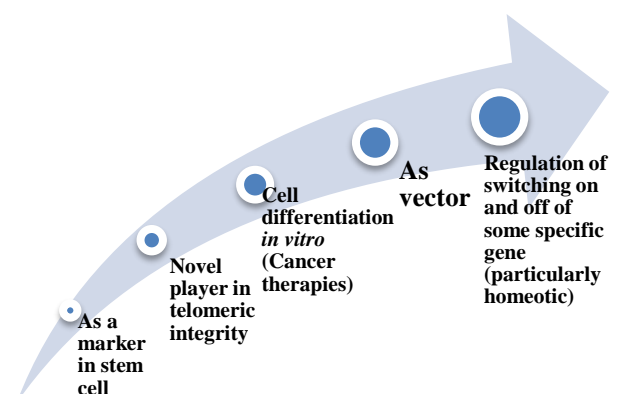 As a
marker
in stem
cell
Novel
player in
telomeric
integrity
Cell
differentiation
in vitro
(Cancer
therapies)
As
vector
Regulation of
switching on
and off of
some specific
gene
(particularly
homeotic)